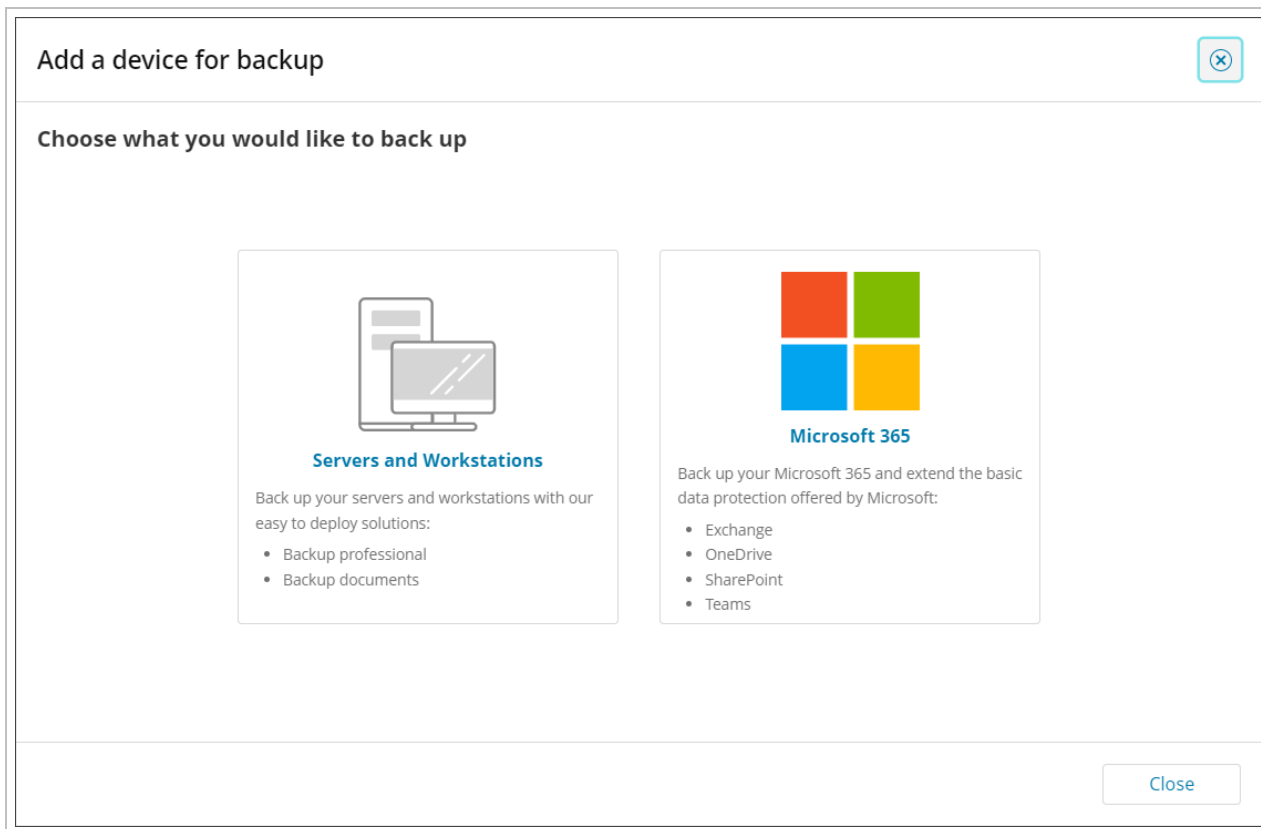 Add a device for backup
Choose what you would like to back up
Servers and Workstations
Back up your servers and workstations with our
easy to deploy solutions:
• Backup professional
• Backup documents
Microsoft 365
Back up your Microsoft 365 and extend the basic
data protection offered by Microsoft:
• Exchange
• OneDrive
• SharePoint
• Teams
Close